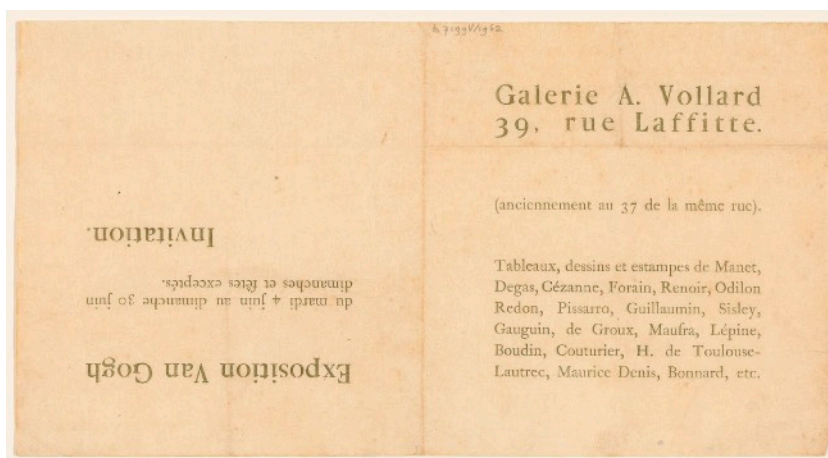 b7199V/1962
Galerie A. Vollard
39, rue Laffitte.
(anciennement au 37 de la même rue).
Tableaux, dessins et estampes de Manet,
Degas, Cézanne, Forain, Renoir, Odilon
Redon, Pissarro, Guillaumin, Sisley,
Gauguin, de Groux, Maufra, Lépine,
Boudin, Couturier, H. de Toulouse-
Lautrec, Maurice Denis, Bonnard, etc.
Exposition Van Gogh
du mardi 4 juin au dimanche 30 juin
dimanches et fêtes exceptés.
Invitation.